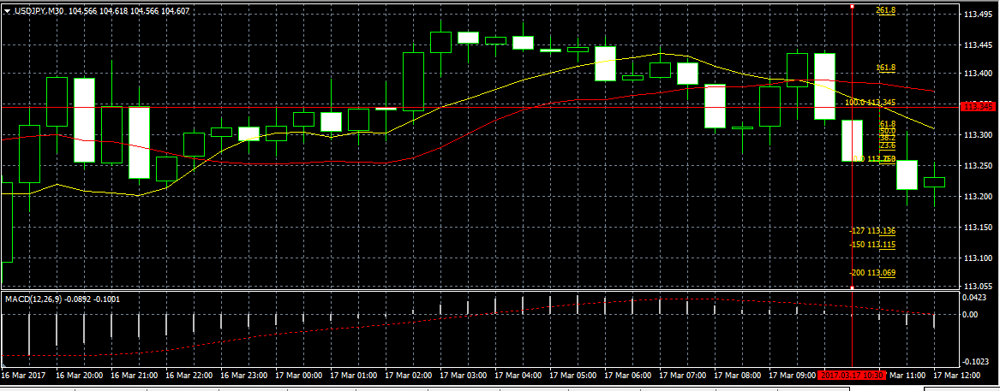 USDJPY,M30 104.566 104.618 104.566 104.607
261.8
161.8
100.0 113.345
61.8
50.0
38.2
23.6
-127 113.136
-150 113.115
-200 113.069
113.495
113.445
113.400
113.345
113.300
113.250
113.200
113.150
113.100
113.055
MACD(12,26,9) -0.0892 -0.1001
0.0423
0.00
-0.1023
16 Mar 2017
16 Mar 20:00
16 Mar 21:00
16 Mar 22:00
16 Mar 23:00
17 Mar 00:00
17 Mar 01:00
17 Mar 02:00
17 Mar 03:00
17 Mar 04:00
17 Mar 05:00
17 Mar 06:00
17 Mar 07:00
17 Mar 08:00
17 Mar 09:00
2017.03.17 10:30
Mar 11:00
17 Mar 12:00